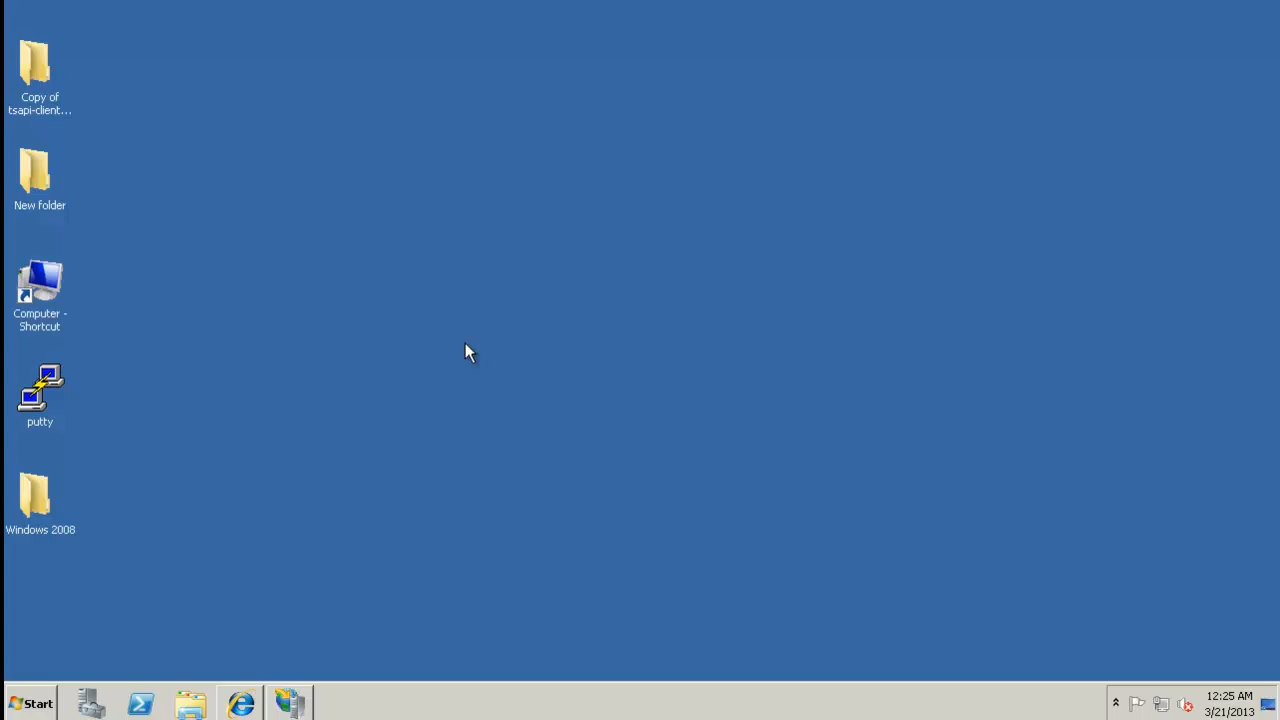 Copy of
tsapi-client...
New folder
Computer -
Shortcut
putty
Windows 2008
Start
12:25 AM
3/21/2013